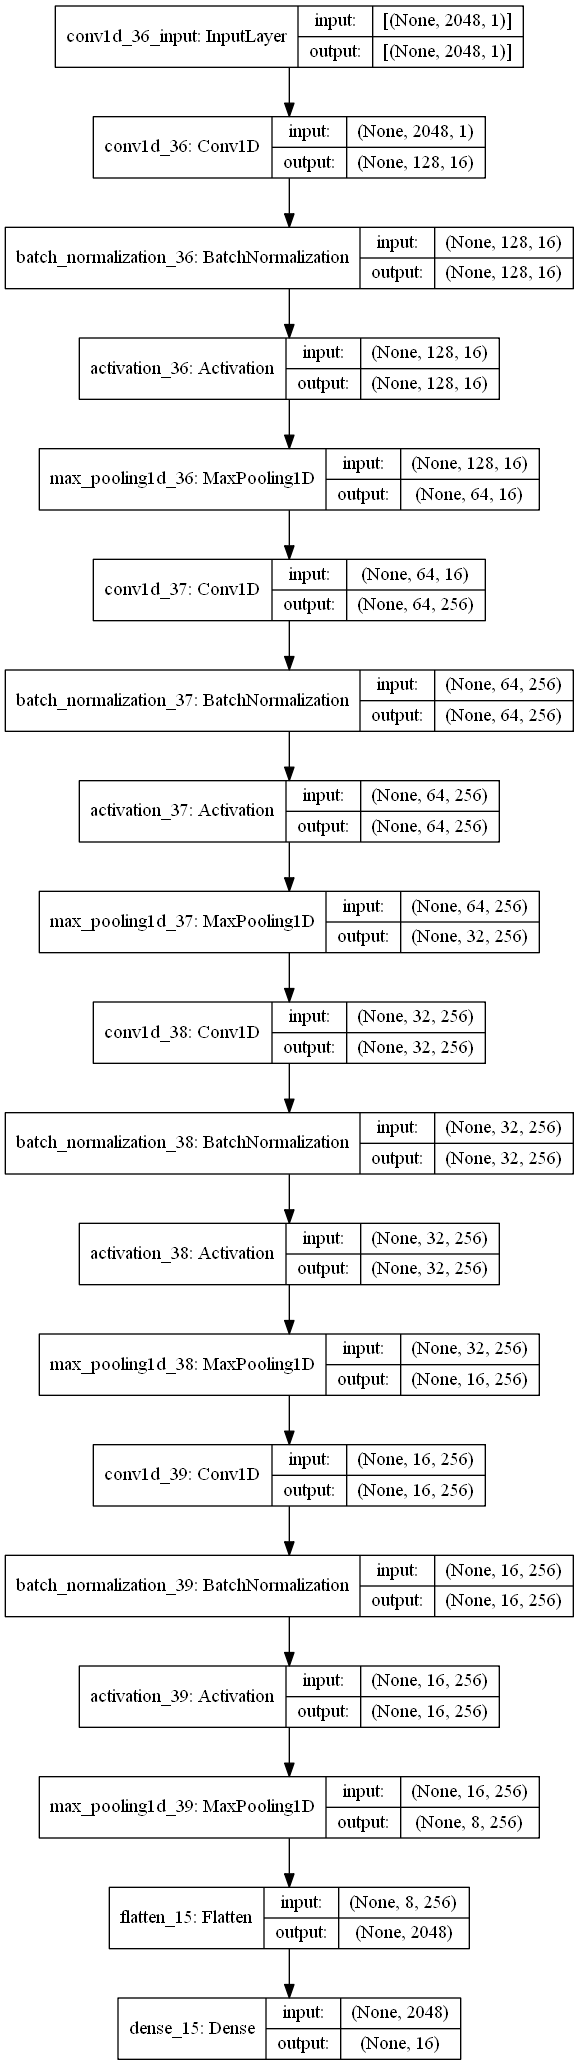 conv1d_36_input: InputLayer
input: [(None, 2048, 1)]
output: [(None, 2048, 1)]
conv1d_36: Conv1D
input: (None, 2048, 1)
output: (None, 128, 16)
batch_normalization_36: BatchNormalization
input: (None, 128, 16)
output: (None, 128, 16)
activation_36: Activation
input: (None, 128, 16)
output: (None, 128, 16)
max_pooling1d_36: MaxPooling1D
input: (None, 128, 16)
output: (None, 64, 16)
conv1d_37: Conv1D
input: (None, 64, 16)
output: (None, 64, 256)
batch_normalization_37: BatchNormalization
input: (None, 64, 256)
output: (None, 64, 256)
activation_37: Activation
input: (None, 64, 256)
output: (None, 64, 256)
max_pooling1d_37: MaxPooling1D
input: (None, 64, 256)
output: (None, 32, 256)
conv1d_38: Conv1D
input: (None, 32, 256)
output: (None, 32, 256)
batch_normalization_38: BatchNormalization
input: (None, 32, 256)
output: (None, 32, 256)
activation_38: Activation
input: (None, 32, 256)
output: (None, 32, 256)
max_pooling1d_38: MaxPooling1D
input: (None, 32, 256)
output: (None, 16, 256)
conv1d_39: Conv1D
input: (None, 16, 256)
output: (None, 16, 256)
batch_normalization_39: BatchNormalization
input: (None, 16, 256)
output: (None, 16, 256)
activation_39: Activation
input: (None, 16, 256)
output: (None, 16, 256)
max_pooling1d_39: MaxPooling1D
input: (None, 16, 256)
output: (None, 8, 256)
flatten_15: Flatten
input: (None, 8, 256)
output: (None, 2048)
dense_15: Dense
input: (None, 2048)
output: (None, 16)